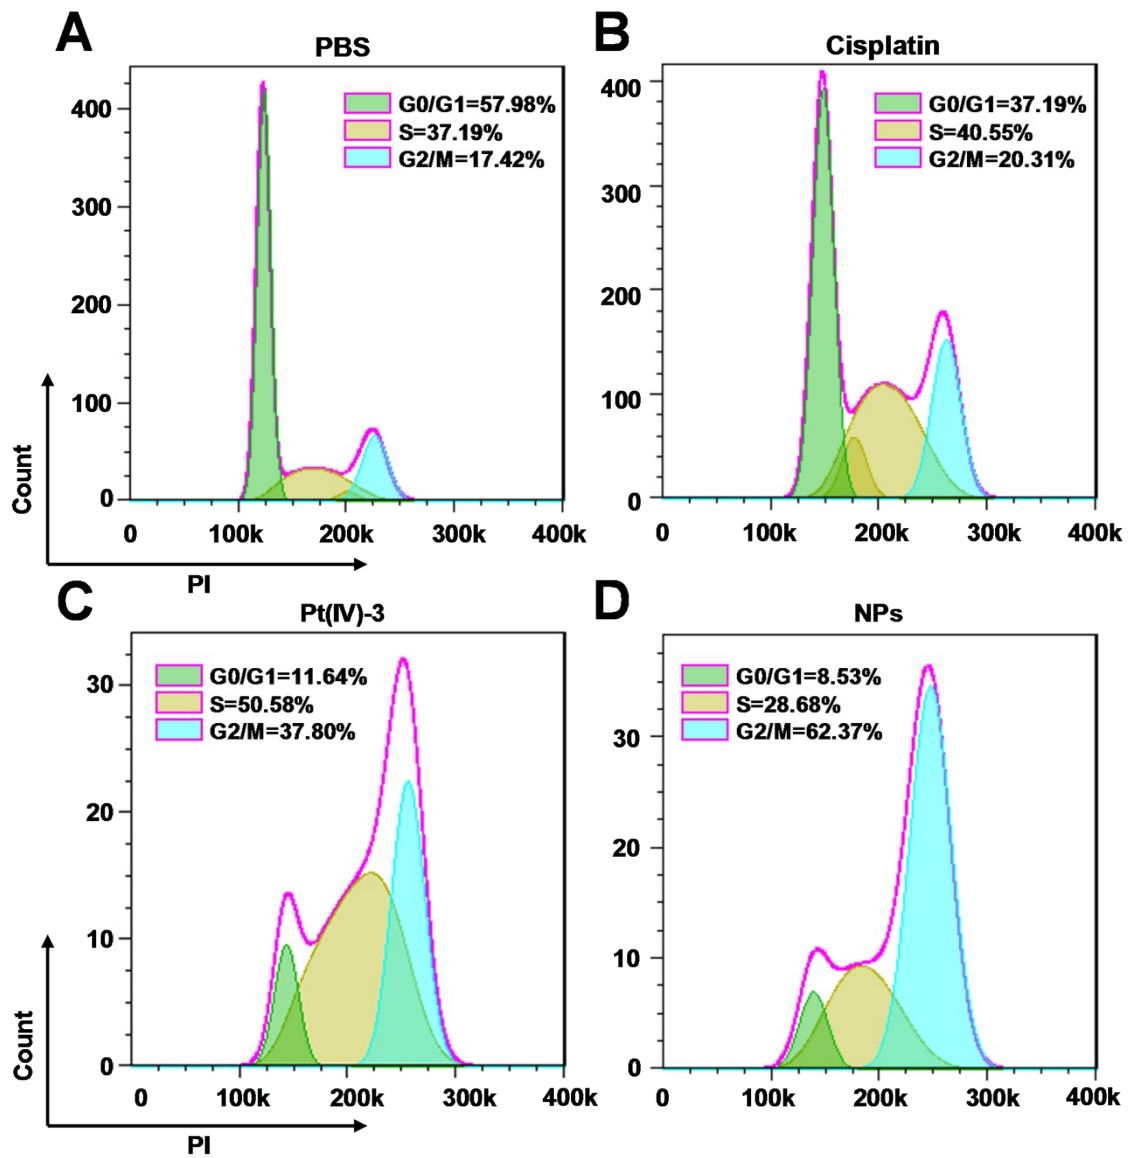 A
PBS
G0/G1=57.98%
S=37.19%
G2/M=17.42%
400
300
200
100
0
0 100k 200k 300k 400k
Count
PI
B
Cisplatin
G0/G1=37.19%
S=40.55%
G2/M=20.31%
400
300
200
100
0
0 100k 200k 300k 400k
C
Pt(IV)-3
G0/G1=11.64%
S=50.58%
G2/M=37.80%
30
20
10
0
0 100k 200k 300k 400k
Count
PI
D
NPs
G0/G1=8.53%
S=28.68%
G2/M=62.37%
30
20
10
0
0 100k 200k 300k 400k